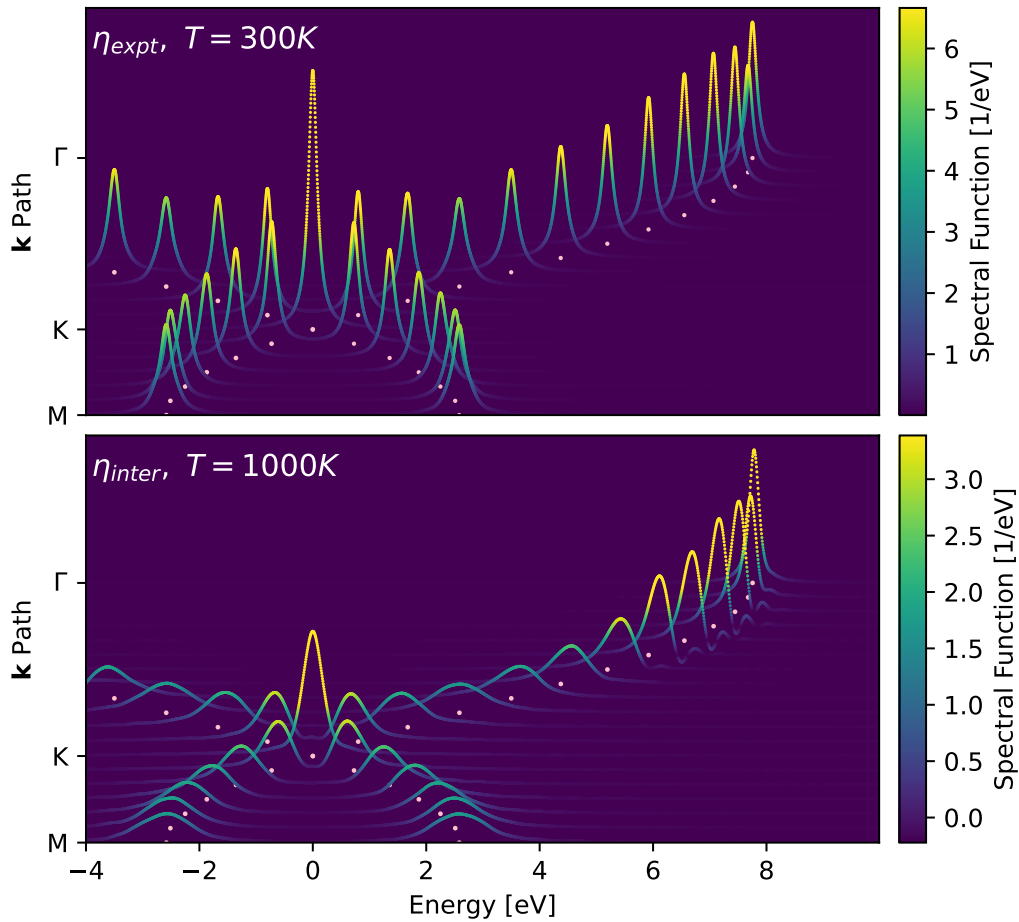 η_expt, T = 300K
Γ
K
M
k Path
6
5
4
3
2
1
Spectral Function [1/eV]
η_inter, T = 1000K
Γ
K
M
k Path
−4 −2 0 2 4 6 8
Energy [eV]
3.0
2.5
2.0
1.5
1.0
0.5
0.0
Spectral Function [1/eV]